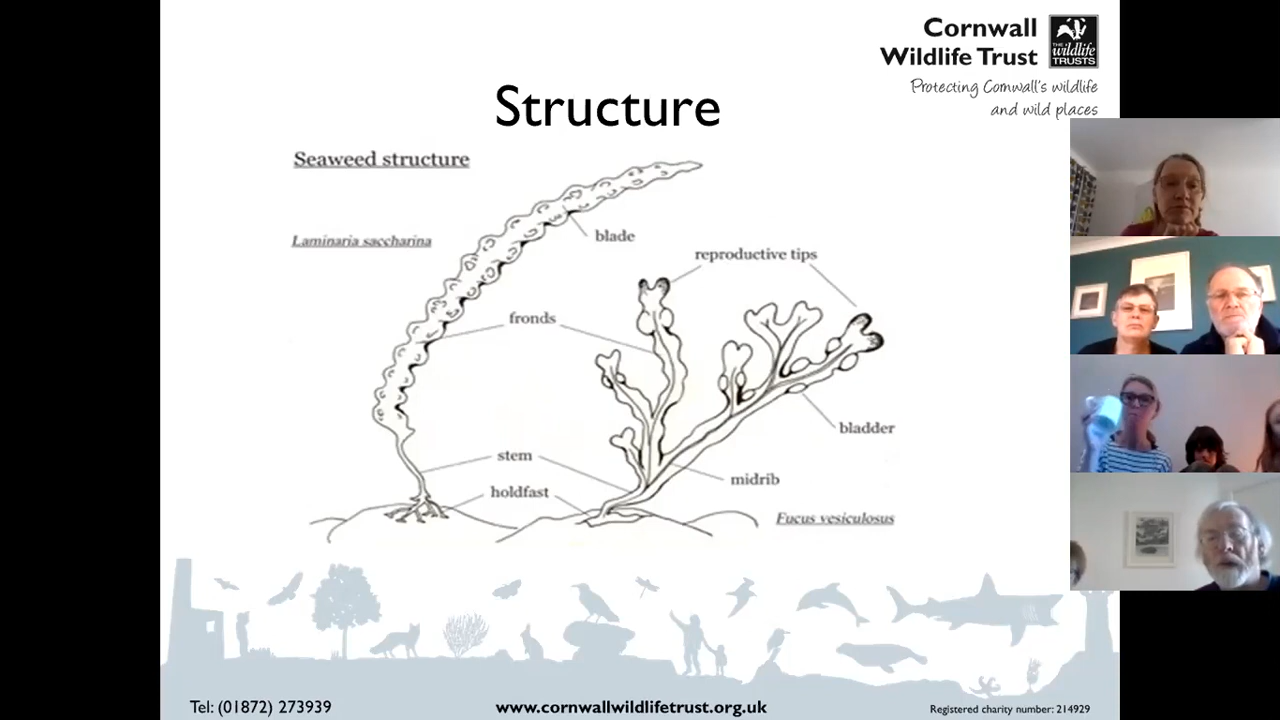 Cornwall
Wildlife Trust
THE
wildlife
TRUSTS
Protecting Cornwall's wildlife
and wild places
Structure
Seaweed structure
Laminaria saccharina
blade
reproductive tips
fronds
bladder
stem
midrib
holdfast
Fucus vesiculosus
Tel: (01872) 273939
www.cornwallwildlifetrust.org.uk
Registered charity number: 214929